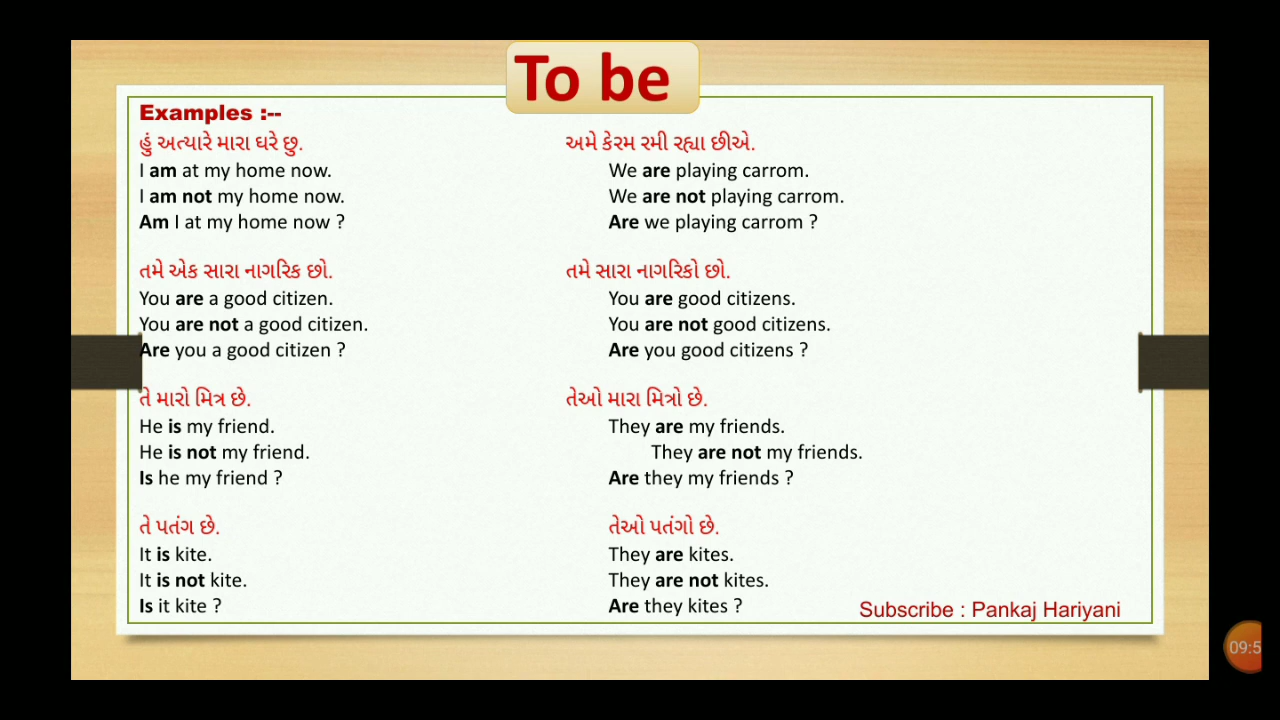 To be
Examples :--
હું અત્યારે મારા ઘરે છુ.
I am at my home now.
I am not my home now.
Am I at my home now ?
તમે એક સારા નાગરિક છો.
You are a good citizen.
You are not a good citizen.
Are you a good citizen ?
તે મારો મિત્ર છે.
He is my friend.
He is not my friend.
Is he my friend ?
તે પતંગ છે.
It is kite.
It is not kite.
Is it kite ?
અમે કેરમ રમી રહ્યા છીએ.
We are playing carrom.
We are not playing carrom.
Are we playing carrom ?
તમે સારા નાગરિકો છો.
You are good citizens.
You are not good citizens.
Are you good citizens ?
તેઓ મારા મિત્રો છે.
They are my friends.
They are not my friends.
Are they my friends ?
તેઓ પતંગો છે.
They are kites.
They are not kites.
Are they kites ?
Subscribe : Pankaj Hariyani
09:5